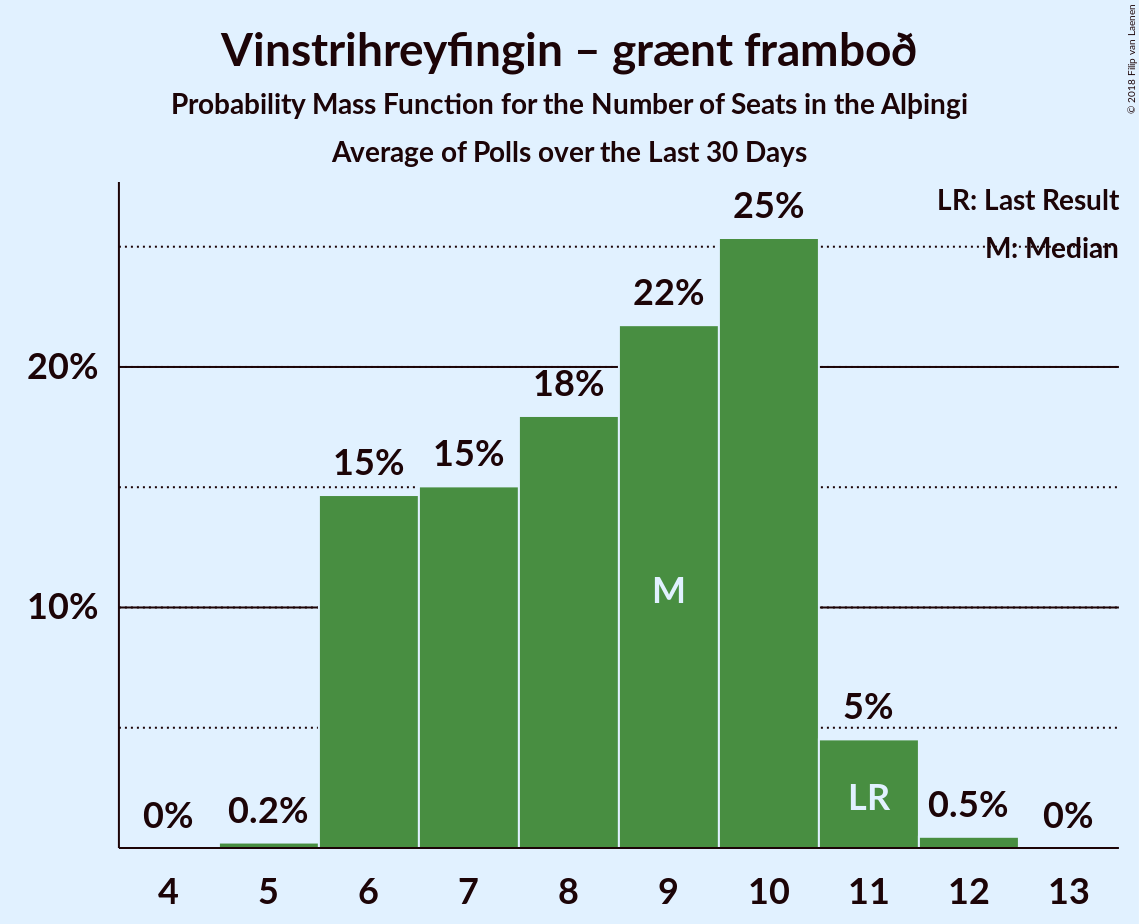 Vinstrihreyfingin – grænt framboð
Probability Mass Function for the Number of Seats in the Alþingi
Average of Polls over the Last 30 Days
© 2018 Filip van Laenen
LR: Last Result
M: Median
25%
22%
20%
18%
15%
15%
M
10%
5%
LR
0%
0.2%
0.5%
0%
4 5 6 7 8 9 10 11 12 13